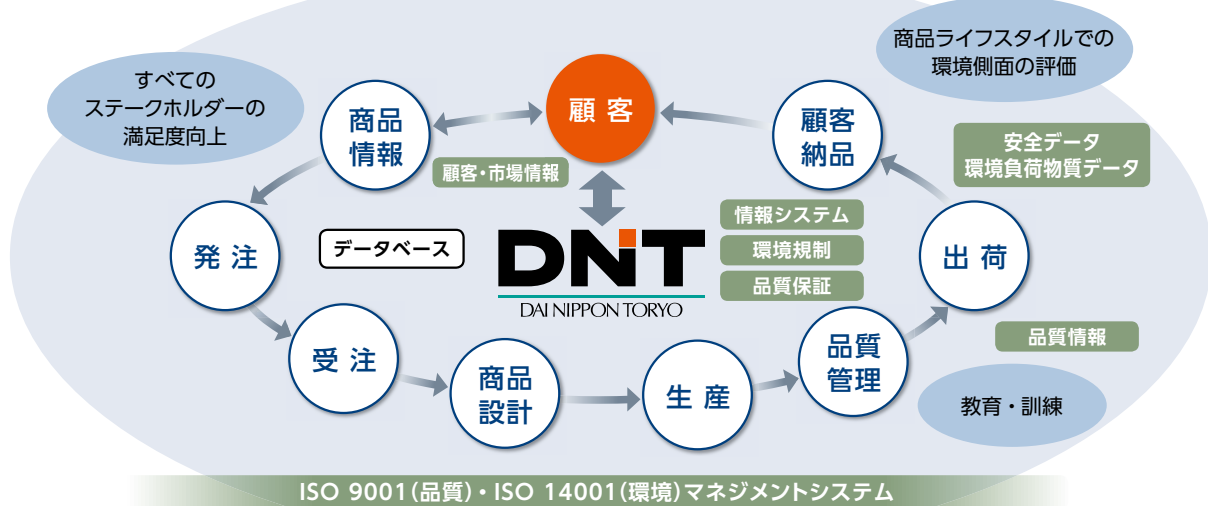 商品ライフスタイルでの
環境側面の評価
すべての
ステークホルダーの
満足度向上
顧客
商品
情報
顧客
納品
安全データ
環境負荷物質データ
顧客・市場情報
情報システム
発注
データベース
DNT
環境規制
出荷
品質保証
DAI NIPPON TORYO
品質情報
受注
品質
管理
商品
設計
生産
教育・訓練
ISO 9001(品質)・ISO 14001(環境)マネジメントシステム